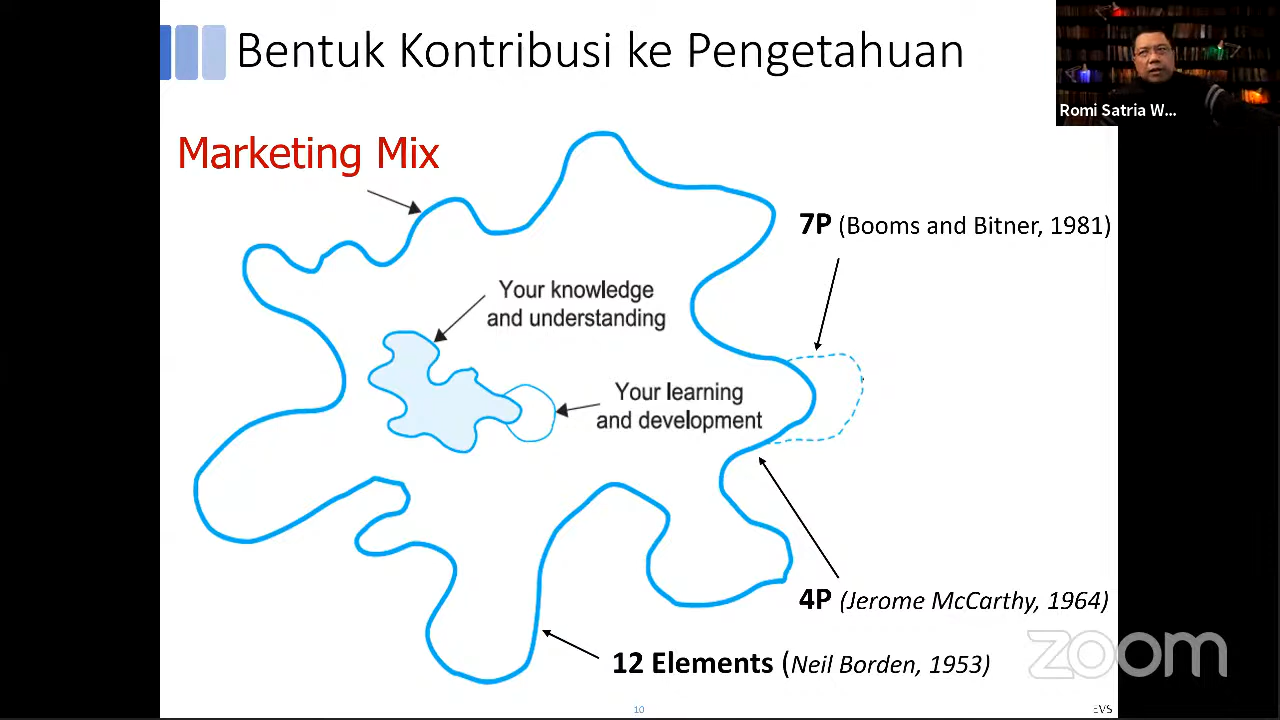 Bentuk Kontribusi ke Pengetahuan
Romi Satria W...
Marketing Mix
7P (Booms and Bitner, 1981)
Your knowledge
and understanding
Your learning
and development
4P (Jerome McCarthy, 1964)
12 Elements (Neil Borden, 1953)
zoom
10
EVS